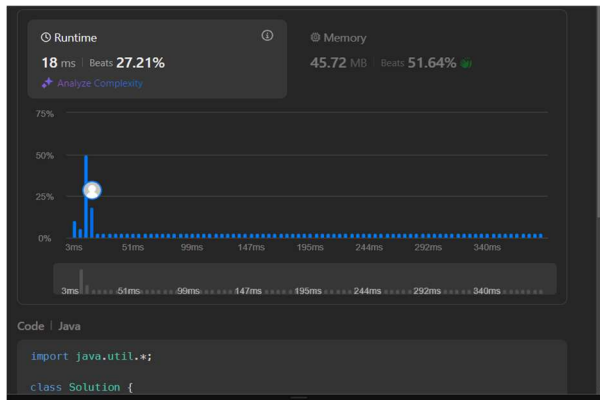 Runtime
Memory
18 ms | Beats 27.21%
45.72 MB | Beats 51.64%
Analyze Complexity
75%
50%
25%
0%
3ms 51ms 99ms 147ms 195ms 244ms 292ms 340ms
3ms 51ms 99ms 147ms 195ms 244ms 292ms 340ms
Code | Java
import java.util.*;
class Solution {